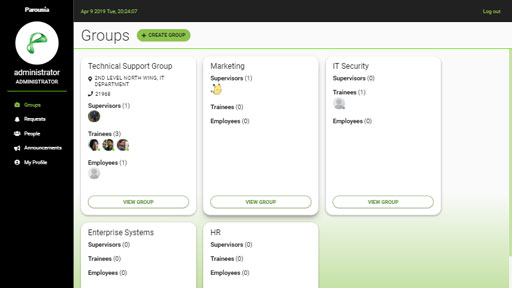 Parousia
administrator
ADMINISTRATOR
Groups
Requests
People
Announcements
My Profile
Apr 9 2019 Tue, 20:24:07
Log out
Groups
+ CREATE GROUP
Technical Support Group
2ND LEVEL NORTH WING, IT
DEPARTMENT
21968
Supervisors (1)
Trainees (3)
Employees (1)
VIEW GROUP
Marketing
Supervisors (1)
Trainees (0)
Employees (0)
VIEW GROUP
IT Security
Supervisors (0)
Trainees (1)
Employees (0)
VIEW GROUP
Enterprise Systems
Supervisors (0)
Trainees (0)
Employees (0)
HR
Supervisors (0)
Trainees (0)
Employees (0)